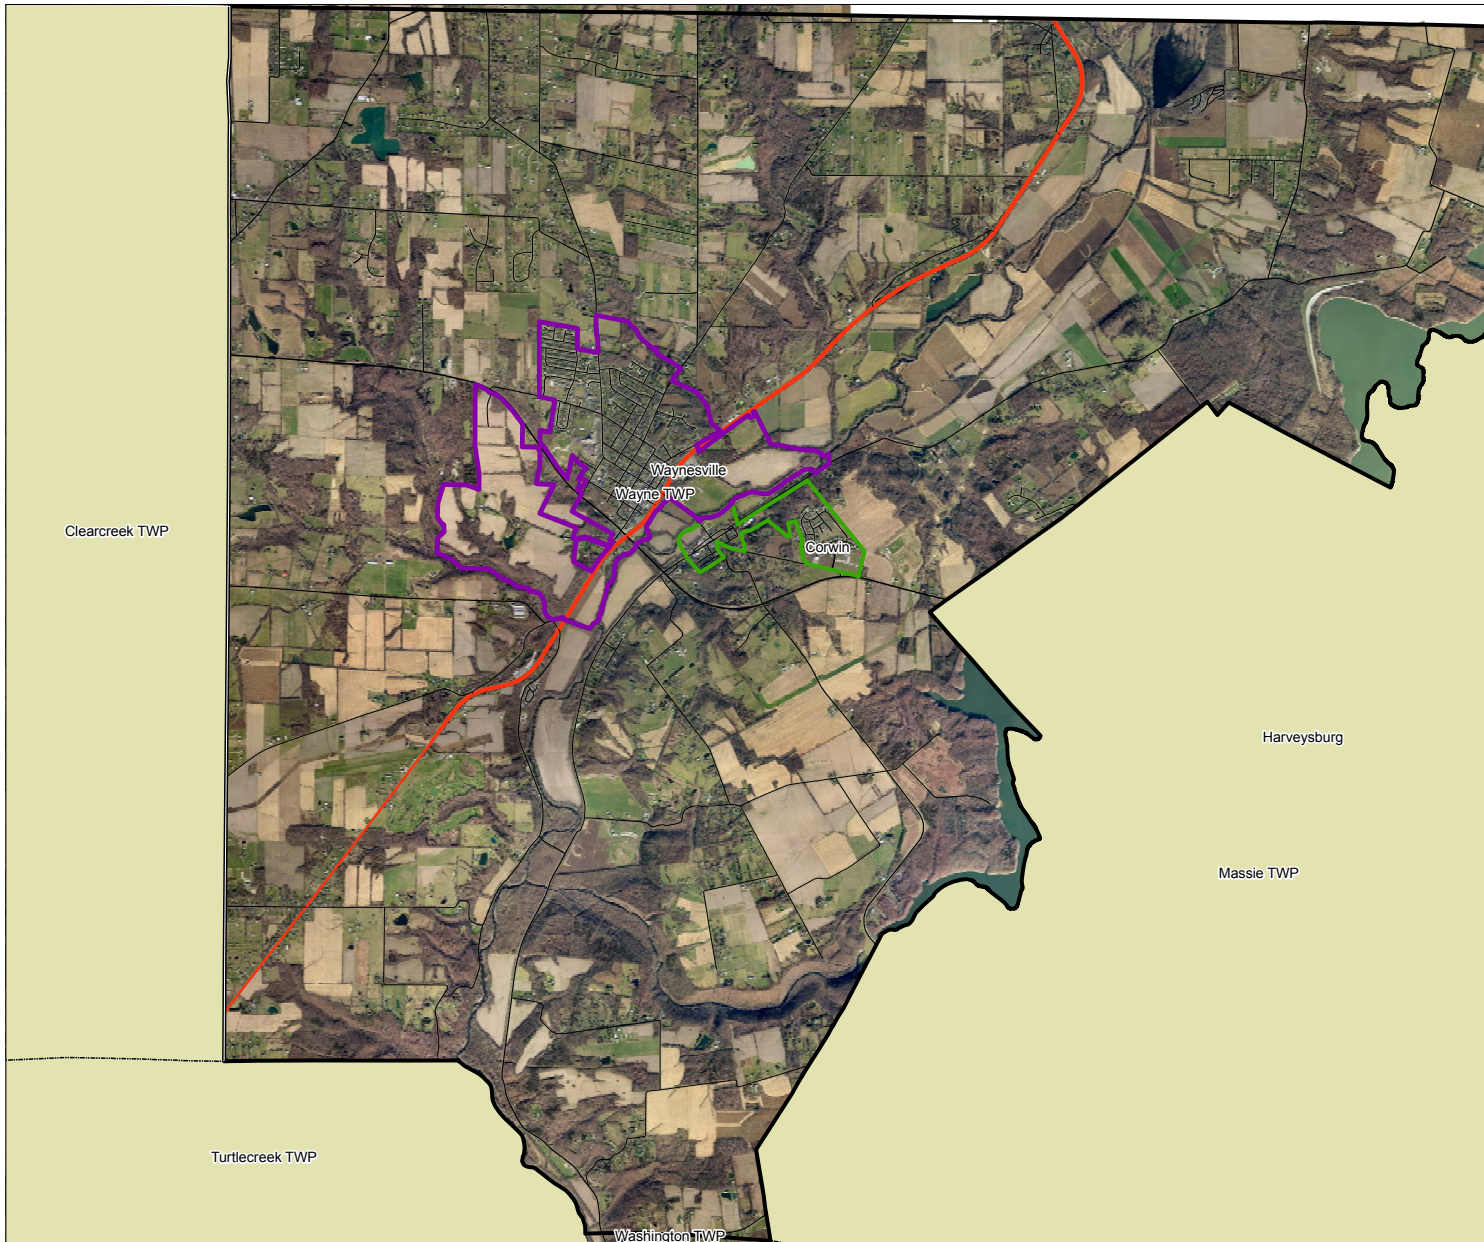 Waynesville
Wayne TWP
Clearcreek TWP
Corwin
Harveysburg
Massie TWP
Turtlecreek TWP
Washington TWP